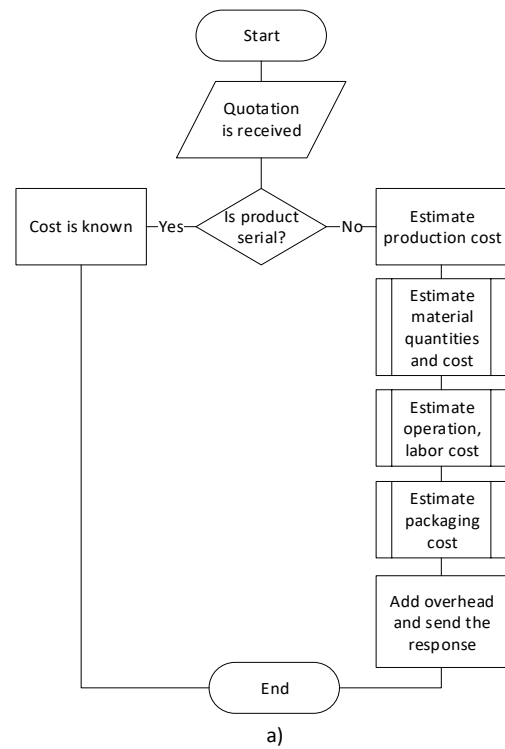 Start
Quotation
is received
Is product
serial?
Yes
No
Cost is known
Estimate
production cost
Estimate
material
quantities
and cost
Estimate
operation,
labor cost
Estimate
packaging
cost
Add overhead
and send the
response
End
a)